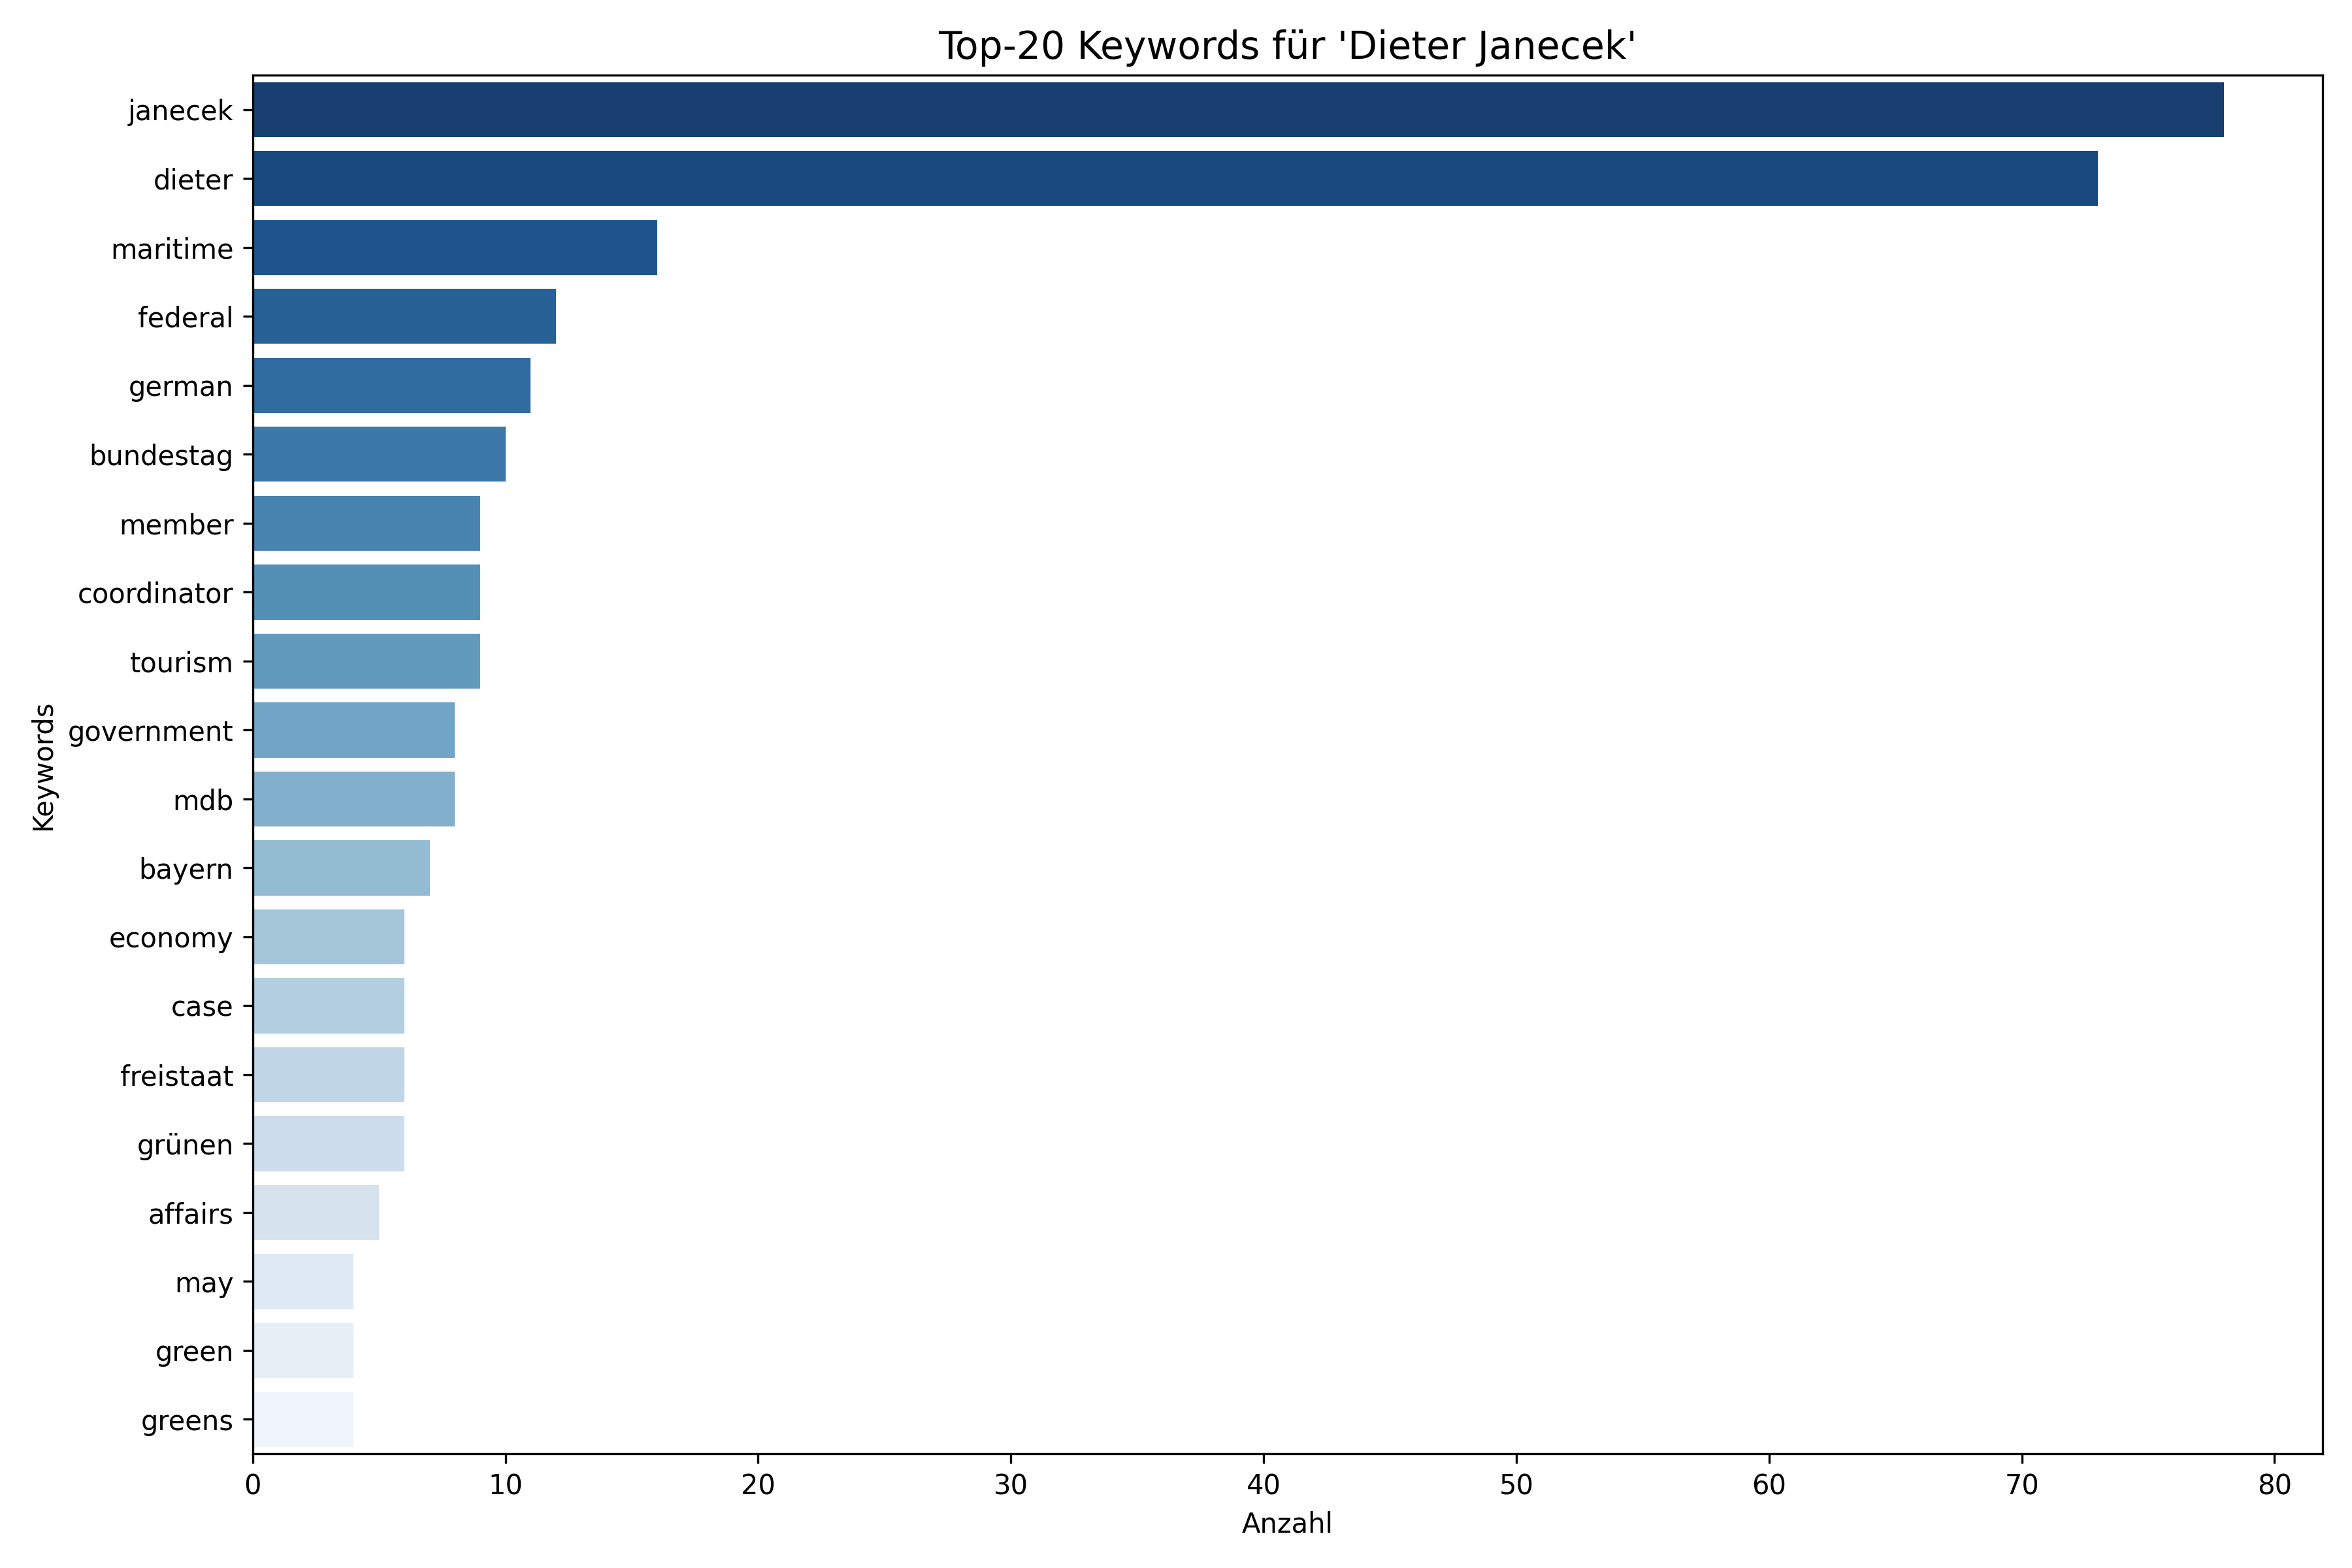 Top-20 Keywords für 'Dieter Janecek'
janecek
dieter
maritime
federal
german
bundestag
member
coordinator
tourism
government
mdb
bayern
economy
case
freistaat
grünen
affairs
may
green
greens
Keywords
0 10 20 30 40 50 60 70 80
Anzahl